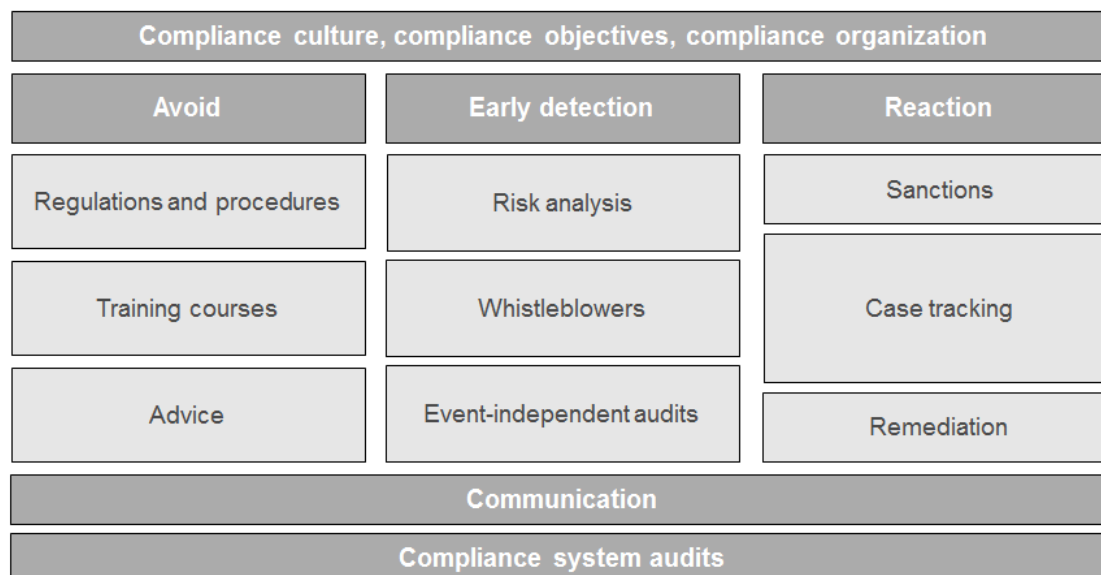 Compliance culture, compliance objectives, compliance organization
Avoid
Early detection
Reaction
Regulations and procedures
Risk analysis
Sanctions
Training courses
Whistleblowers
Case tracking
Advice
Event-independent audits
Remediation
Communication
Compliance system audits